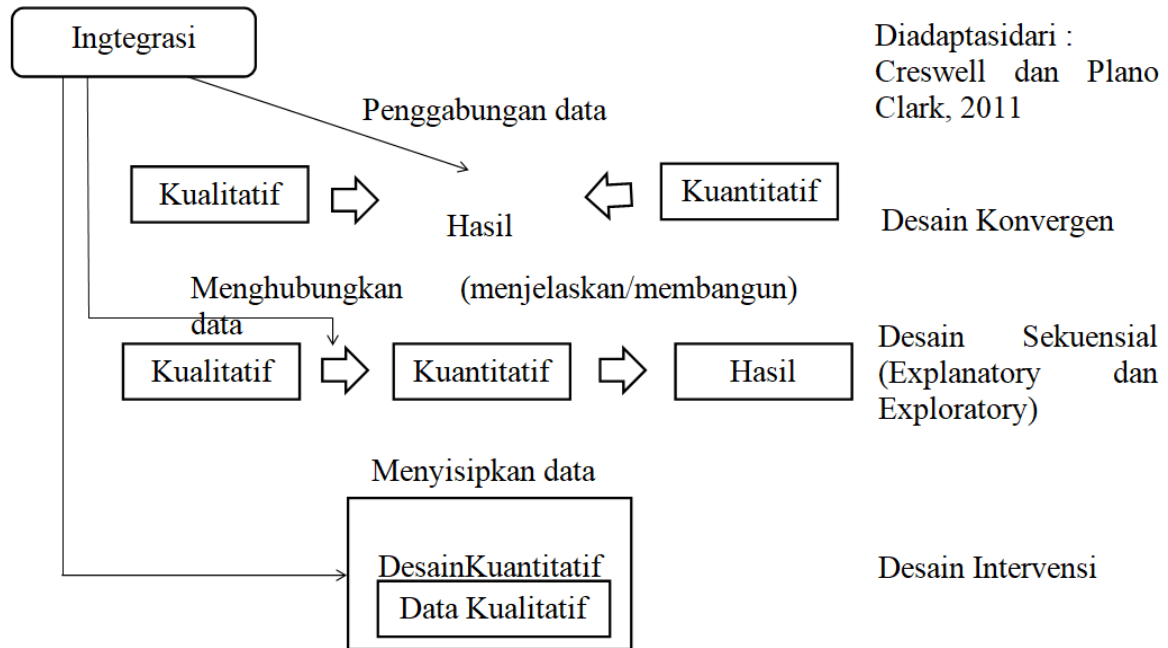 Ingtegrasi
Diadaptasidari :
Creswell dan Plano
Clark, 2011
Penggabungan data
Kualitatif
Kuantitatif
Hasil
Desain Konvergen
Menghubungkan
data
(menjelaskan/membangun)
Kualitatif
Kuantitatif
Hasil
Desain Sekuensial
(Explanatory dan
Exploratory)
Menyisipkan data
DesainKuantitatif
Data Kualitatif
Desain Intervensi